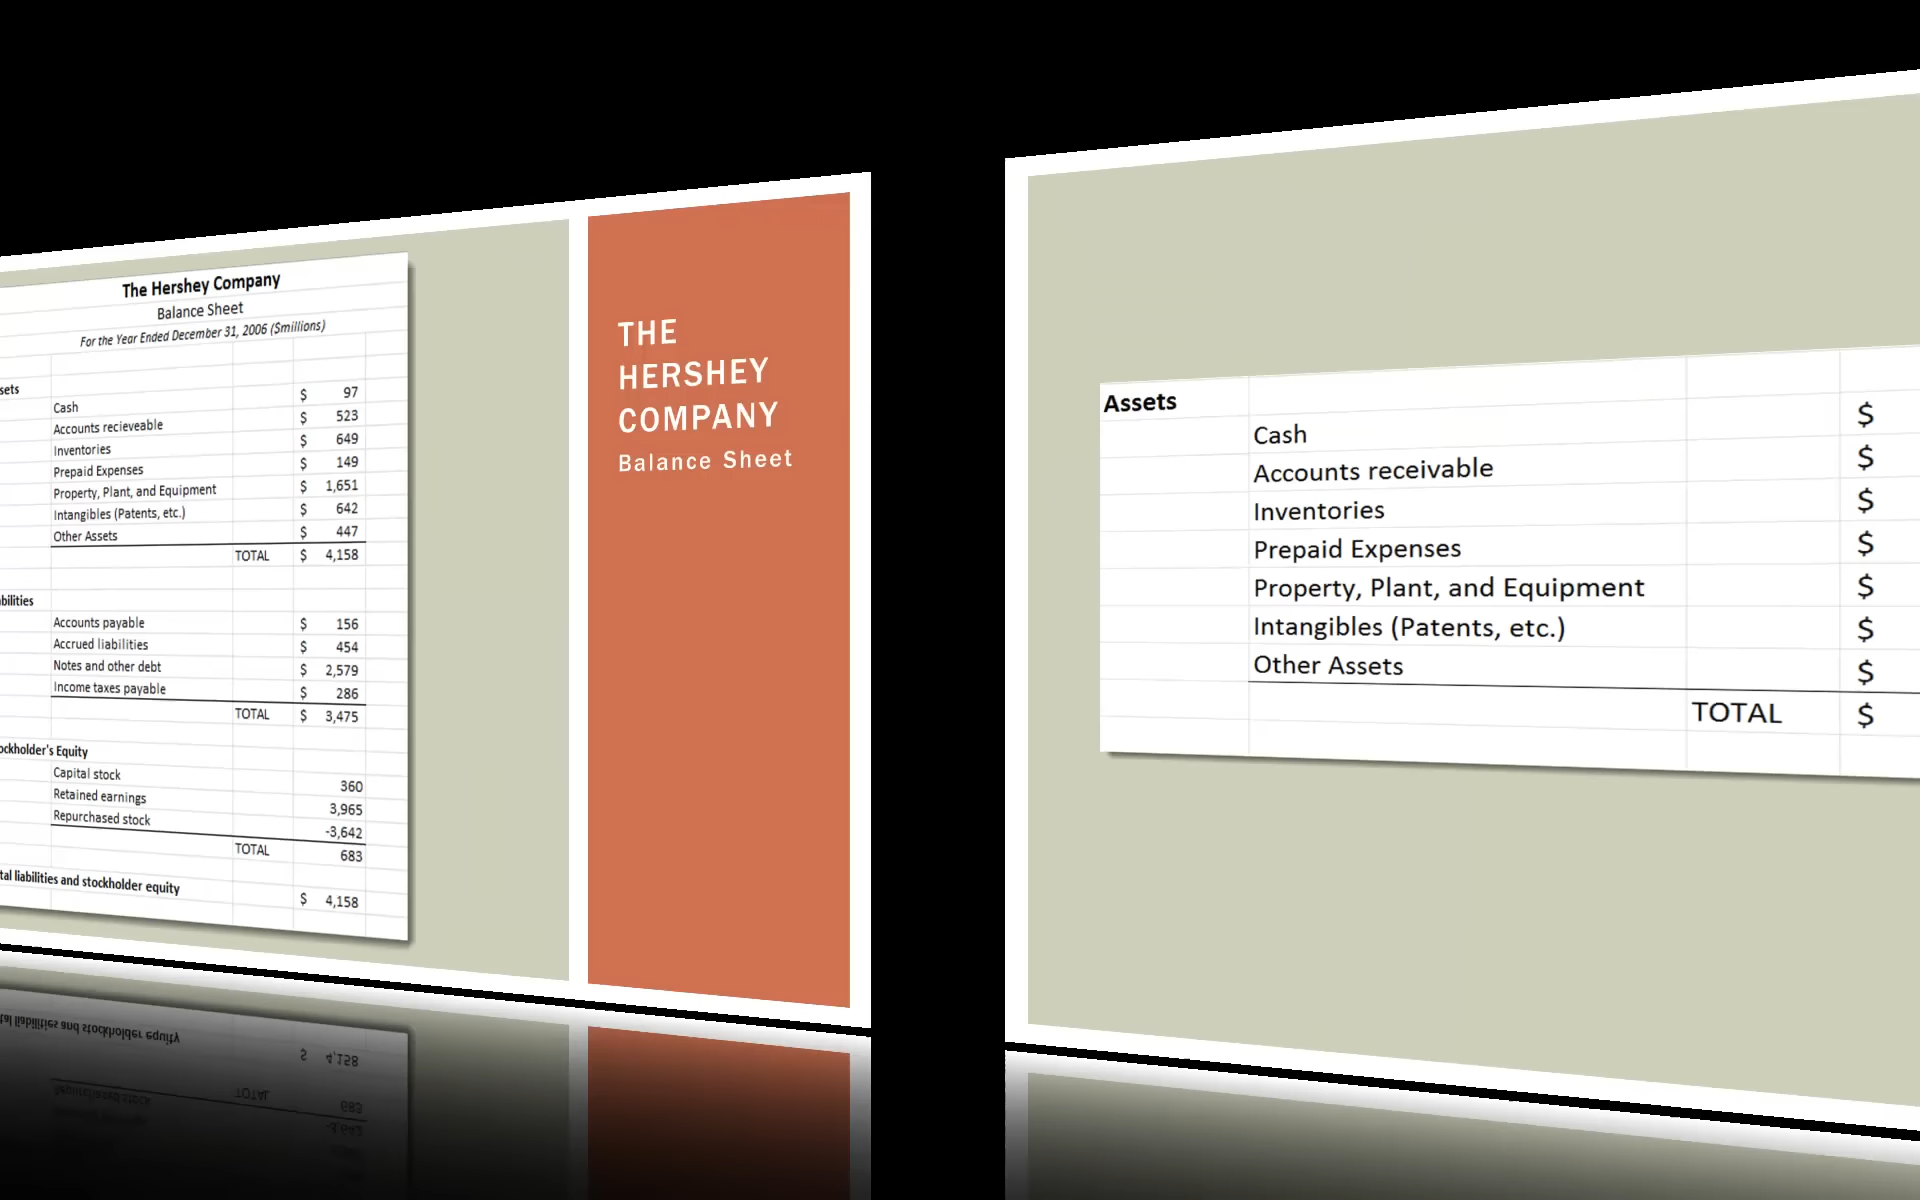 The Hershey Company
Balance Sheet
For the Year Ended December 31, 2006 ($millions)
Cash $ 97
Accounts recieveable $ 523
Inventories $ 649
Prepaid Expenses $ 149
Property, Plant, and Equipment $ 1,651
Intangibles (Patents, etc.) $ 642
Other Assets $ 447
TOTAL $ 4,158
Accounts payable $ 156
Accrued liabilities $ 454
Notes and other debt $ 2,579
Income taxes payable $ 286
TOTAL $ 3,475
Equity
Capital stock 360
Retained earnings 3,965
Repurchased stock -3,642
TOTAL 683
liabilities and stockholder equity
$ 4,158
THE
HERSHEY
COMPANY
Balance Sheet
Assets
Cash $
Accounts receivable $
Inventories $
Prepaid Expenses $
Property, Plant, and Equipment $
Intangibles (Patents, etc.) $
Other Assets $
TOTAL $